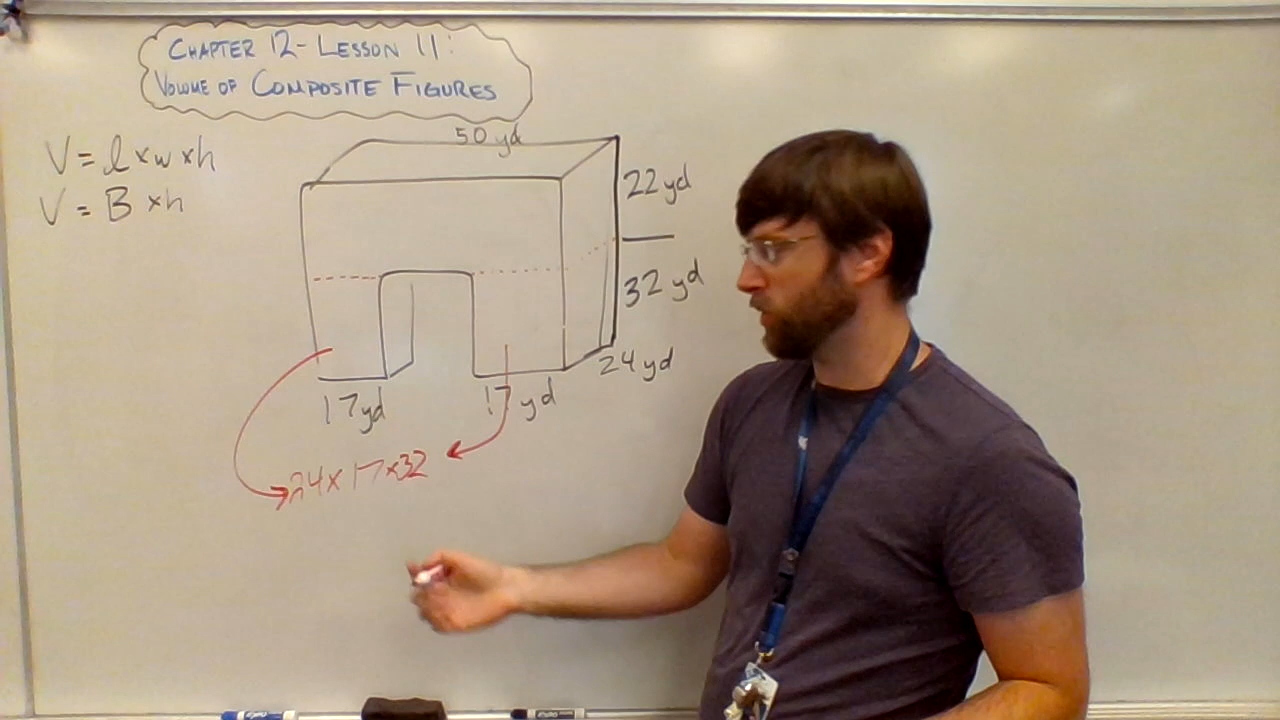 CHAPTER 12- LESSON 11:
VOLUME OF COMPOSITE FIGURES
V = l × w × h
V = B × h
50 yd
22 yd
32 yd
24 yd
17 yd
17 yd
24 × 17 × 32